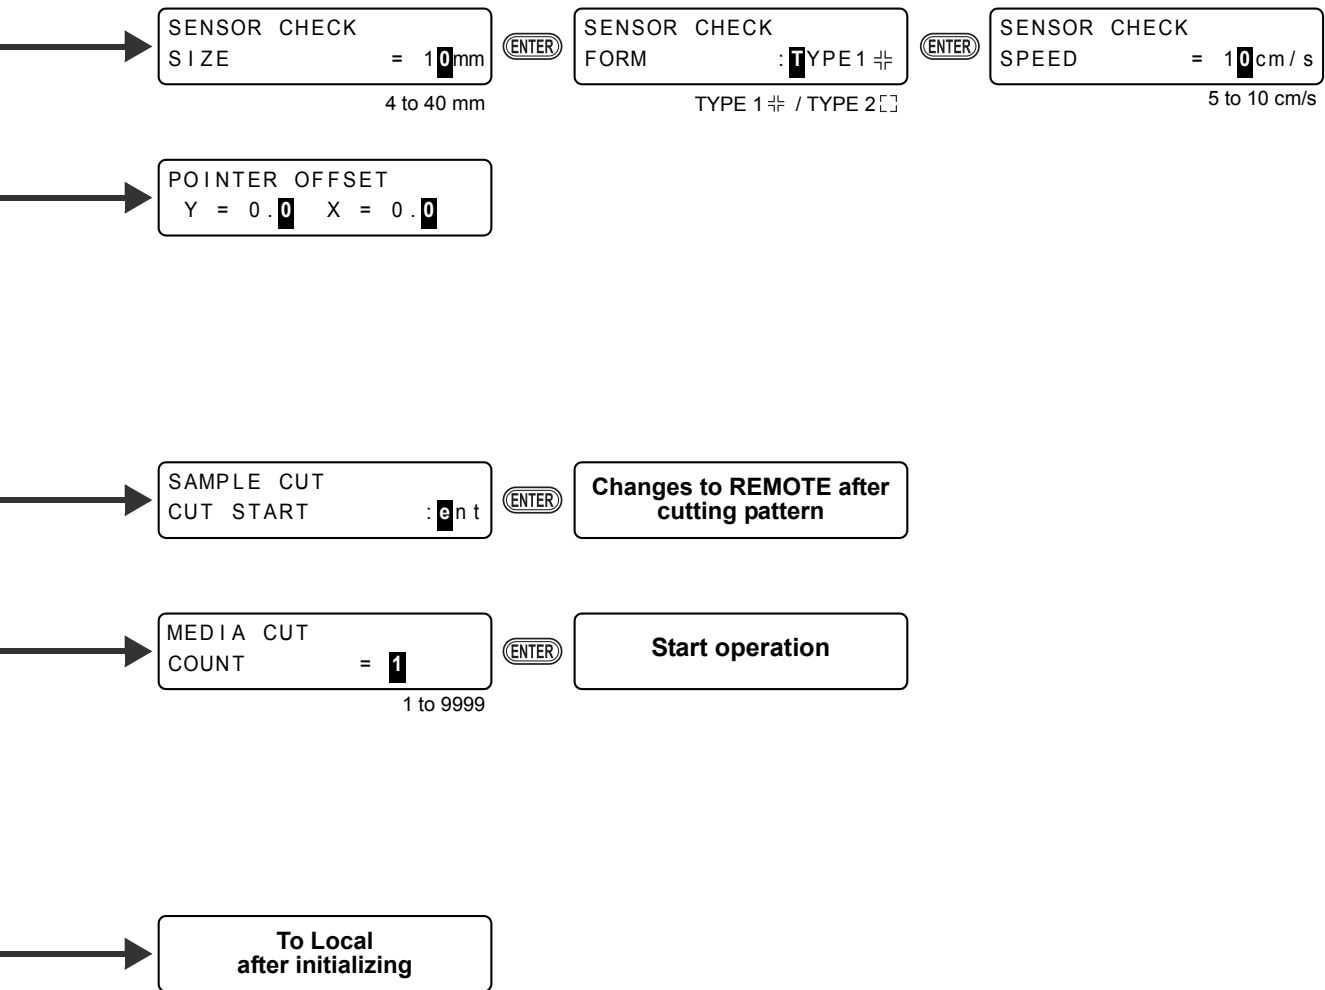 SENSOR CHECK
SIZE = 10mm
4 to 40 mm
ENTER
SENSOR CHECK
FORM :TYPE1
TYPE 1 / TYPE 2
ENTER
SENSOR CHECK
SPEED = 10cm/s
5 to 10 cm/s
POINTER OFFSET
Y = 0.0 X = 0.0
SAMPLE CUT
CUT START :ent
ENTER
Changes to REMOTE after
cutting pattern
MEDIA CUT
COUNT = 1
1 to 9999
ENTER
Start operation
To Local
after initializing